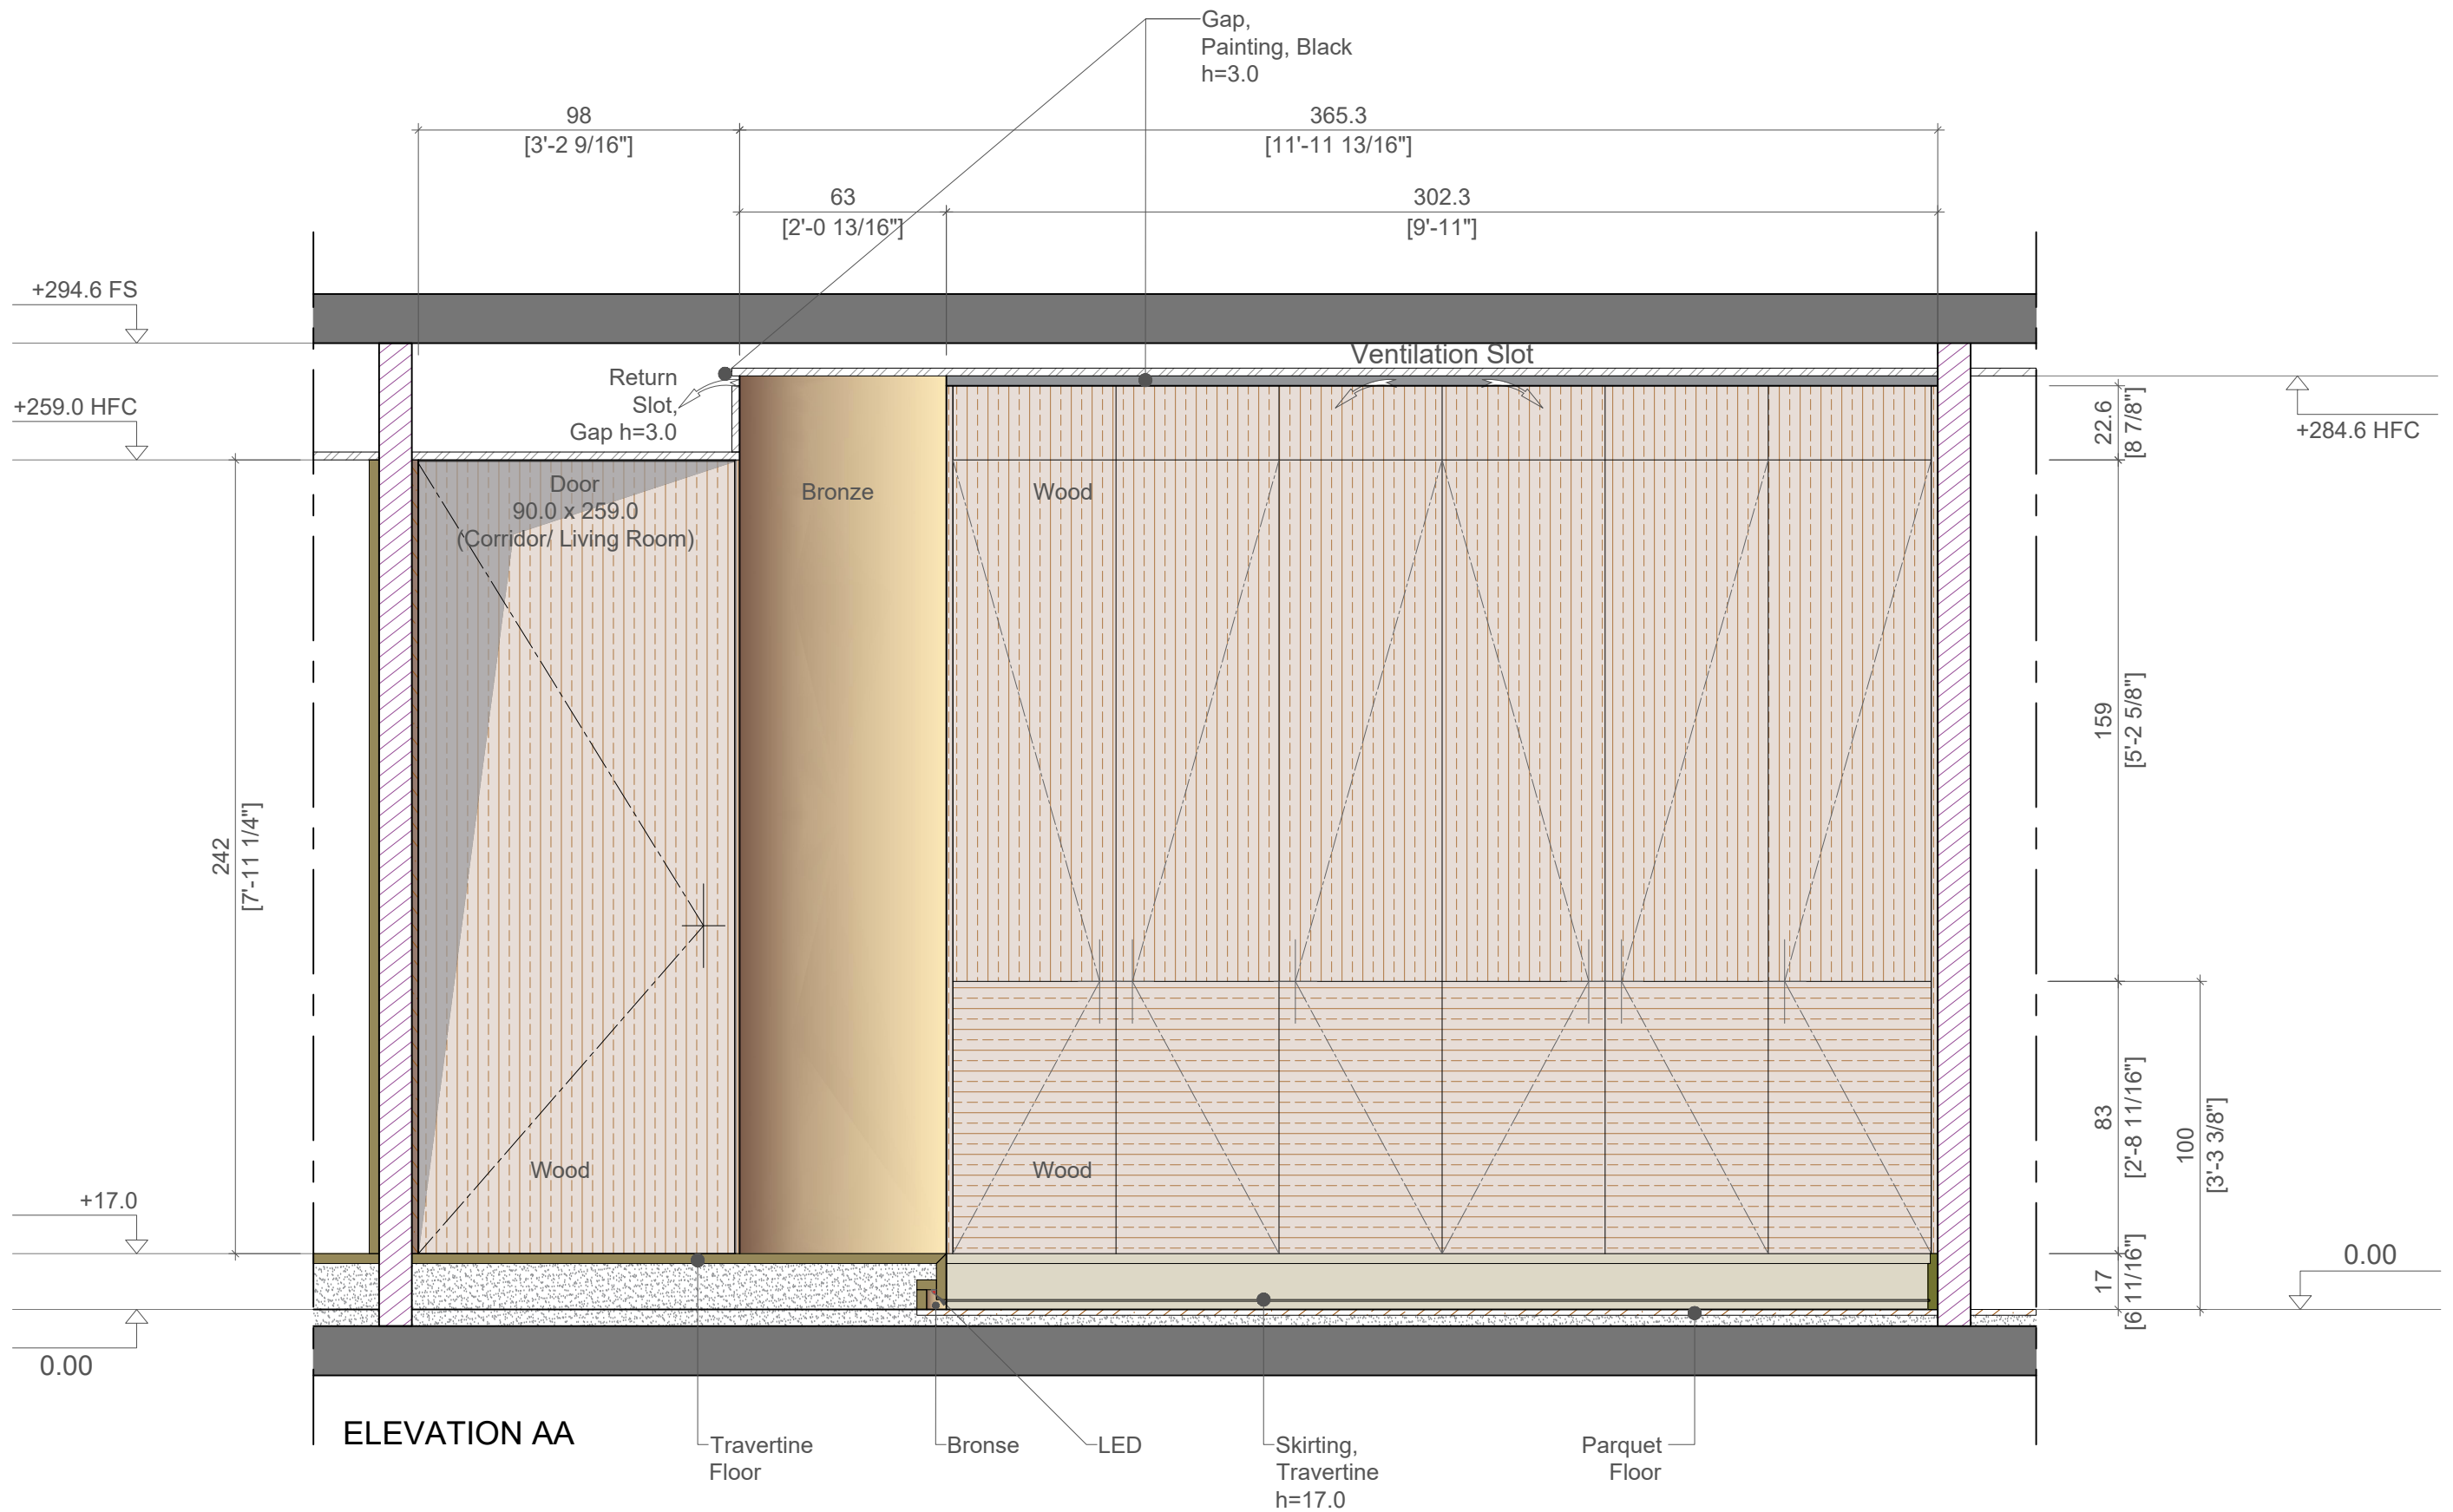 Gap,
Painting, Black
h=3.0
98
[3'-2 9/16"]
365.3
[11'-11 13/16"]
63
[2'-0 13/16"]
302.3
[9'-11"]
+294.6 FS
Ventilation Slot
Return
Slot,
Gap h=3.0
+259.0 HFC
22.6
[8 7/8"]
+284.6 HFC
Door
90.0 x 259.0
(Corridor/ Living Room)
Bronze
Wood
159
[5'-2 5/8"]
242
[7'-11 1/4"]
83
[2'-8 11/16"]
100
[3'-3 3/8"]
Wood
Wood
+17.0
17
[6 11/16"]
0.00
0.00
ELEVATION AA
Travertine
Floor
Bronse
LED
Skirting,
Travertine
h=17.0
Parquet
Floor